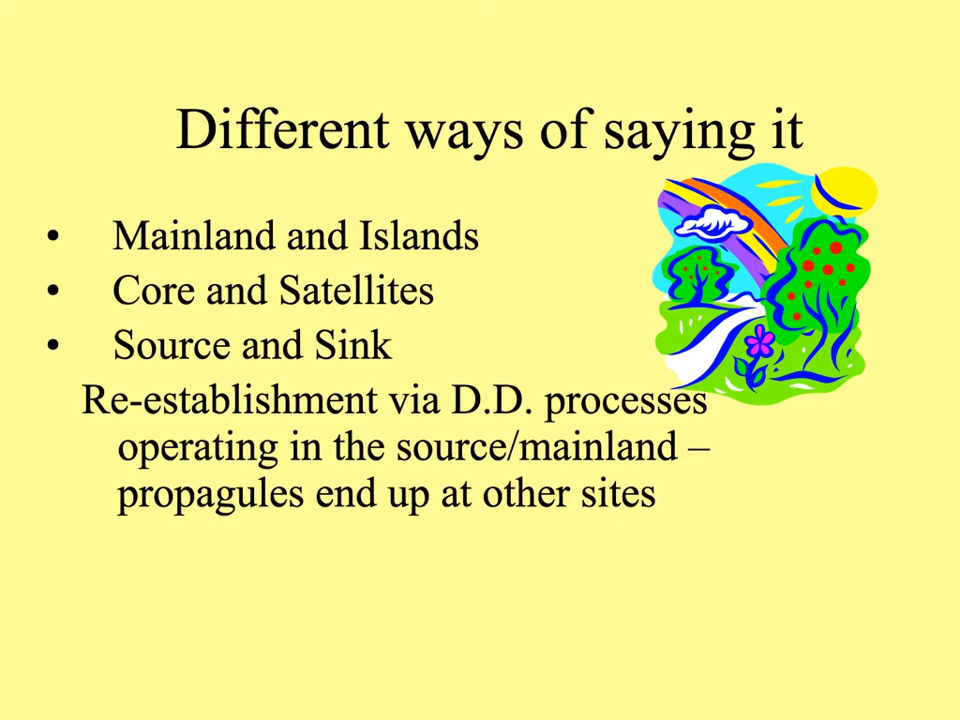 Different ways of saying it
• Mainland and Islands
• Core and Satellites
• Source and Sink
Re-establishment via D.D. processes
operating in the source/mainland –
propagules end up at other sites